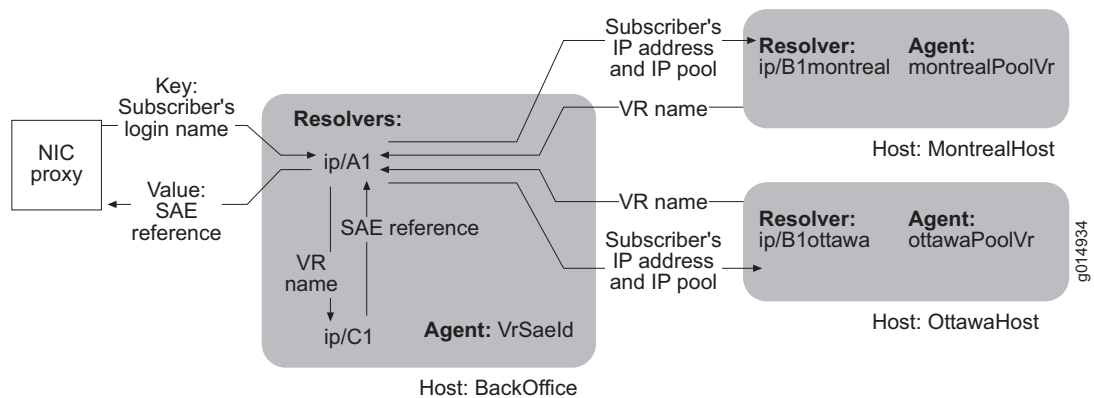 Key:
Subscriber's
login name
NIC
proxy
Value:
SAE
reference
Resolvers:
ip/A1
SAE reference
VR
name
ip/C1
Agent: VrSaeId
Host: BackOffice
Subscriber's
IP address
and IP pool
VR name
VR name
Subscriber's
IP address
and IP pool
Resolver: Agent:
ip/B1montreal montrealPoolVr
Host: MontrealHost
Resolver: Agent:
ip/B1ottawa ottawaPoolVr
Host: OttawaHost
g014934